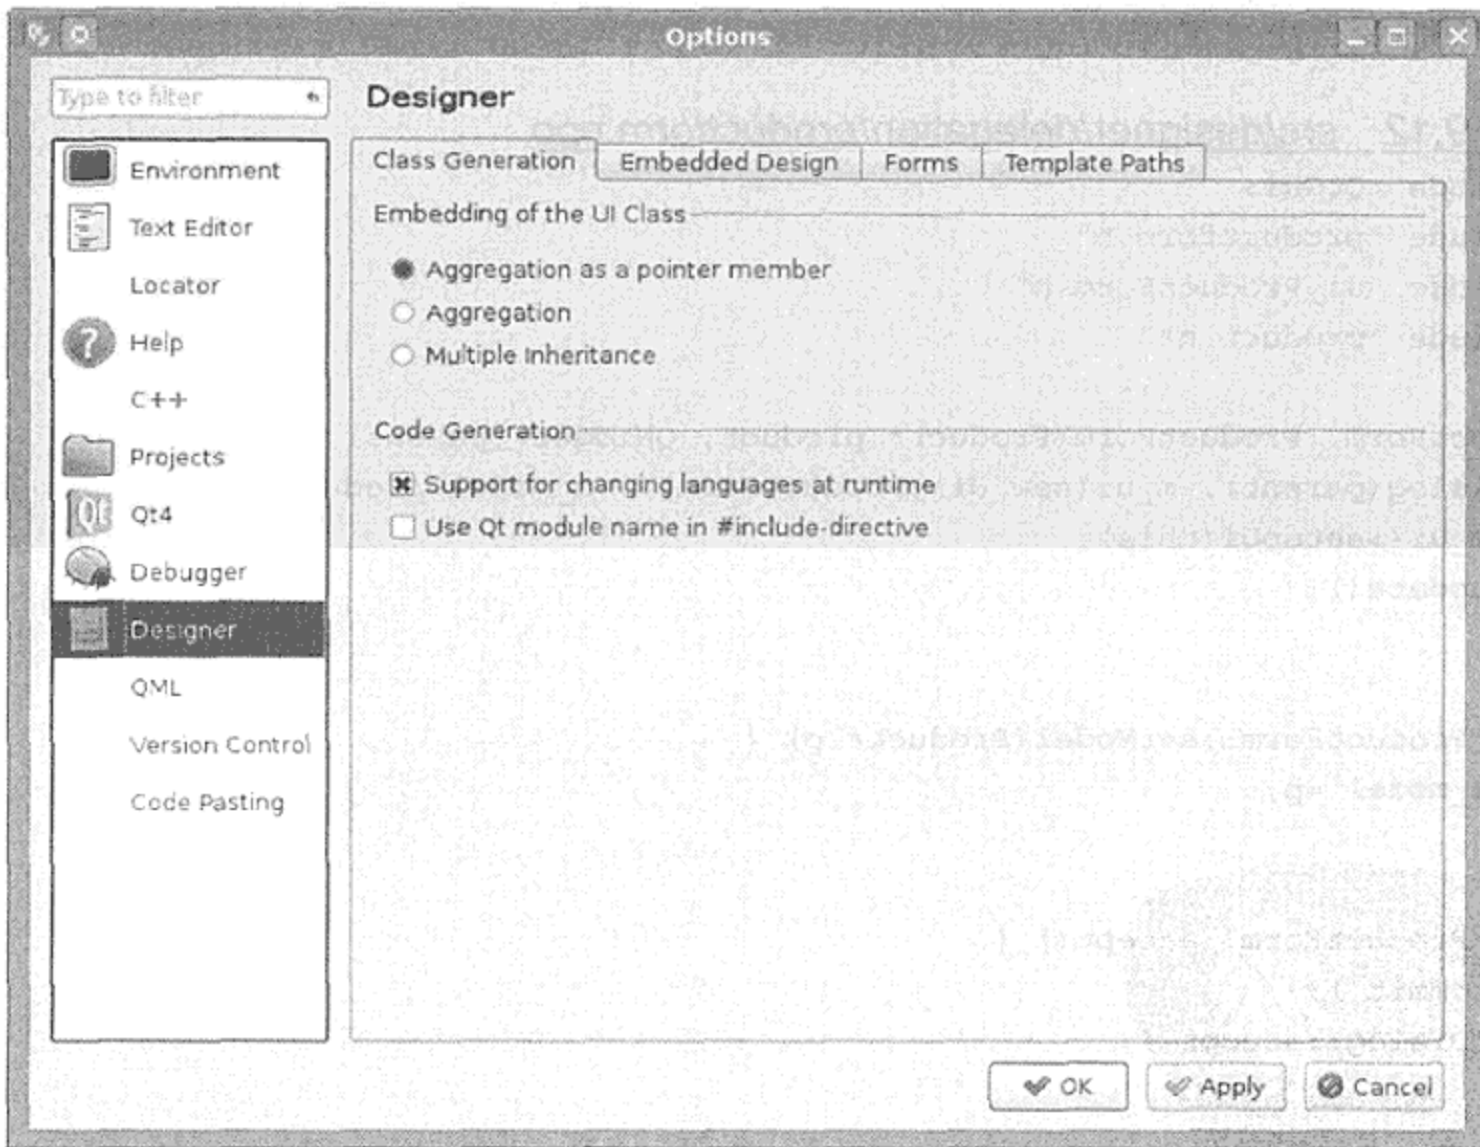 Options
Type to filter
Designer
Environment
Text Editor
Locator
Help
C++
Projects
Qt4
Debugger
Designer
QML
Version Control
Code Pasting
Class Generation Embedded Design Forms Template Paths
Embedding of the UI Class
Aggregation as a pointer member
Aggregation
Multiple Inheritance
Code Generation
Support for changing languages at runtime
Use Qt module name in #include-directive
OK Apply Cancel